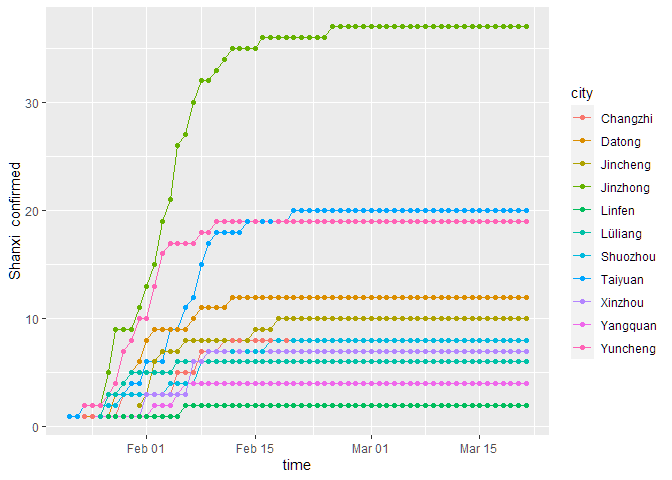 30
20
10
0
Shanxi confirmed
Feb 01
Feb 15
Mar 01
Mar 15
time
city
Changzhi
Datong
Jincheng
Jinzhong
Linfen
Lüliang
Shuozhou
Taiyuan
Xinzhou
Yangquan
Yuncheng